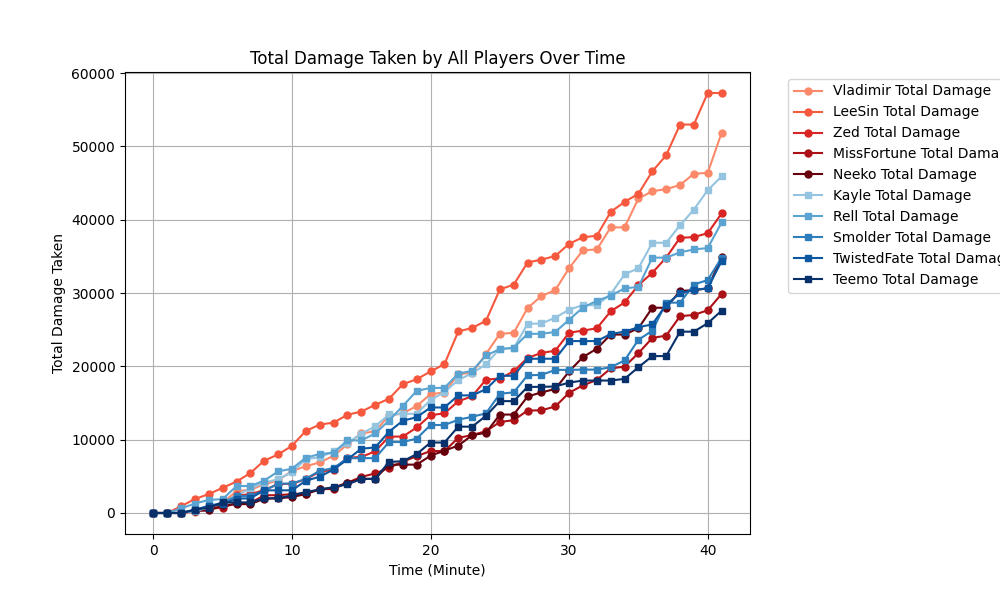 Total Damage Taken by All Players Over Time
60000
50000
40000
30000
20000
10000
0
Total Damage Taken
0 10 20 30 40
Time (Minute)
Vladimir Total Damage
LeeSin Total Damage
Zed Total Damage
MissFortune Total Dama
Neeko Total Damage
Kayle Total Damage
Rell Total Damage
Smolder Total Damage
TwistedFate Total Damag
Teemo Total Damage